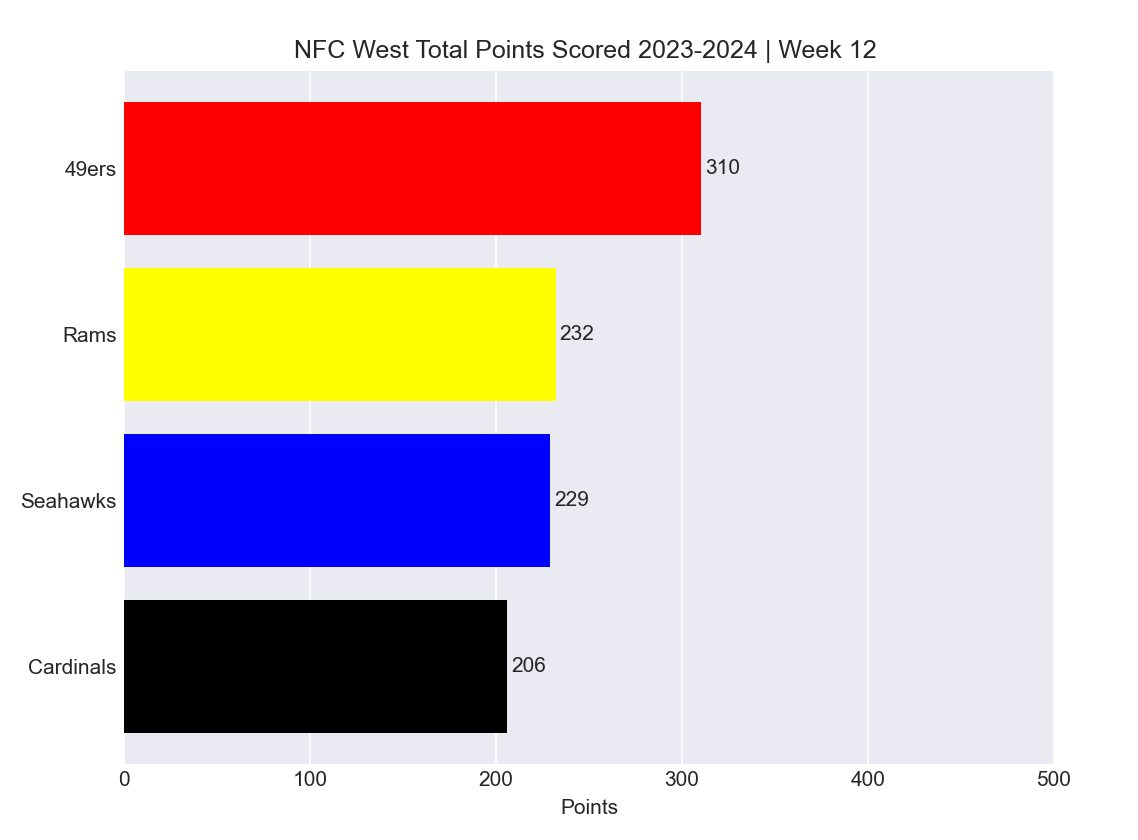 NFC West Total Points Scored 2023-2024 | Week 12
49ers
310
Rams
232
Seahawks
229
Cardinals
206
0 100 200 300 400 500
Points